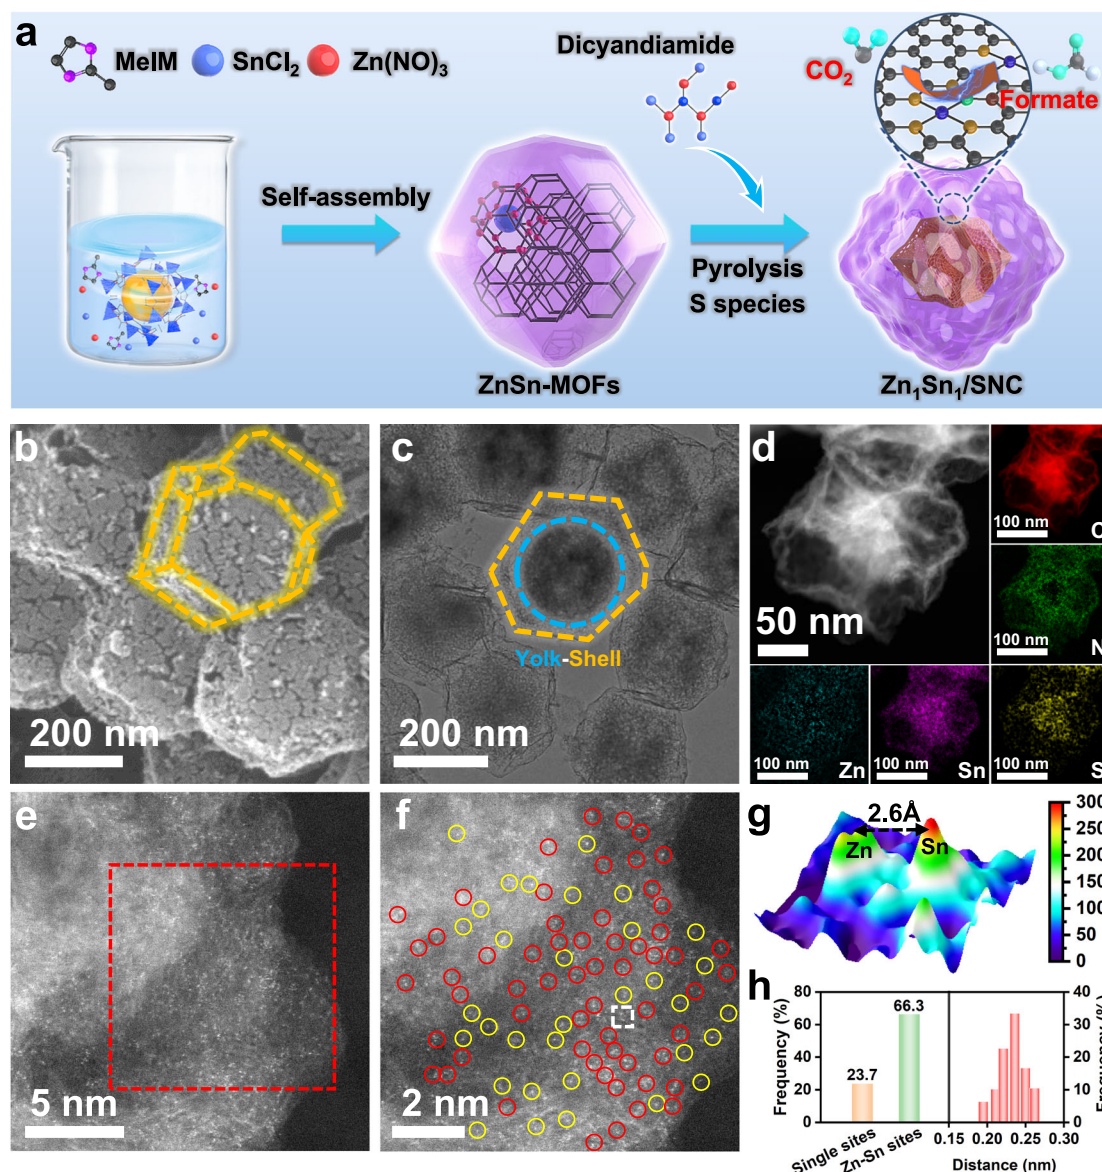 a
MeIM SnCl2 Zn(NO)3
Dicyandiamide
CO2
Formate
Self-assembly
Pyrolysis
S species
ZnSn-MOFs
Zn1Sn1/SNC
b
200 nm
c
Yolk-Shell
200 nm
d
50 nm
100 nm
C
100 nm
N
100 nm
Zn
100 nm
Sn
100 nm
S
e
5 nm
f
2 nm
g
2.6Å
Zn
Sn
300
250
200
150
100
50
0
h
Frequency (%)
80
60
40
20
0
23.7
66.3
Single sites
Zn-Sn sites
40
30
20
10
0
Frequency (%)
0.15 0.20 0.25 0.30
Distance (nm)